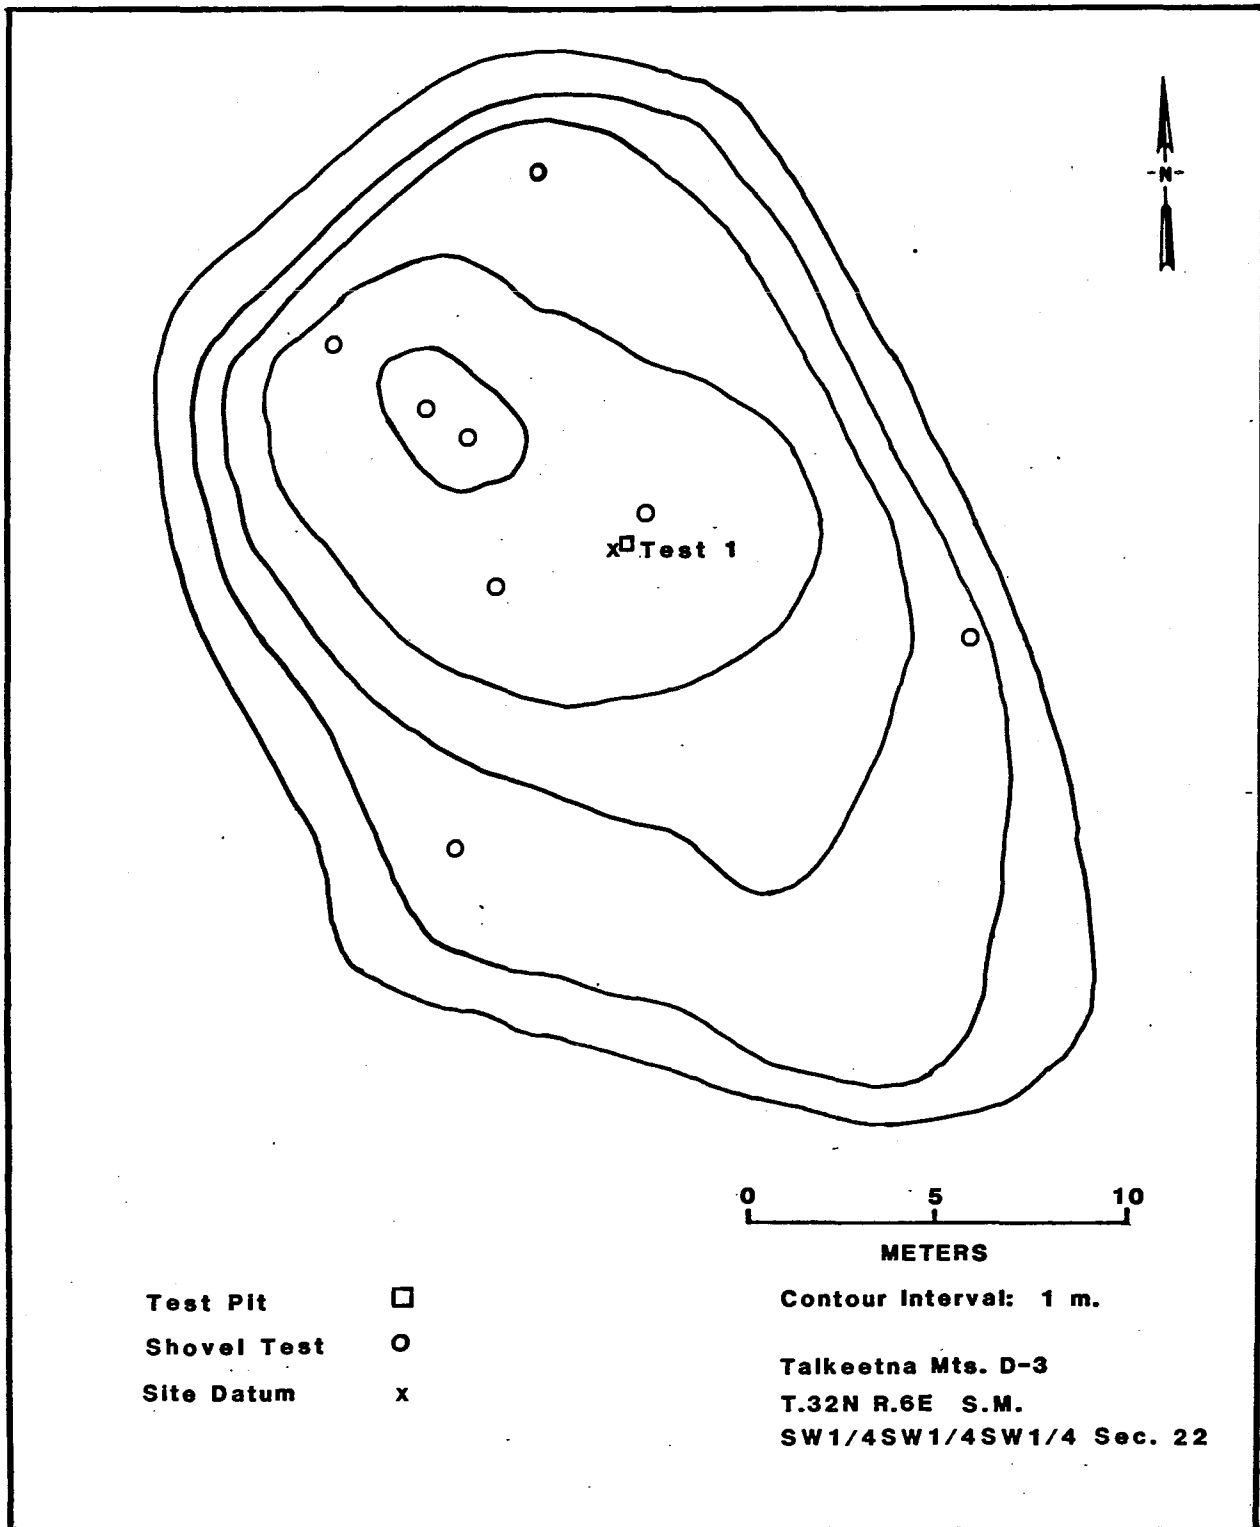 -N-
x Test 1
0 5 10
METERS
Test Pit
Contour Interval: 1 m.
Shovel Test
Talkeetna Mts. D-3
Site Datum x
T.32N R.6E S.M.
SW1/4SW1/4SW1/4 Sec. 22